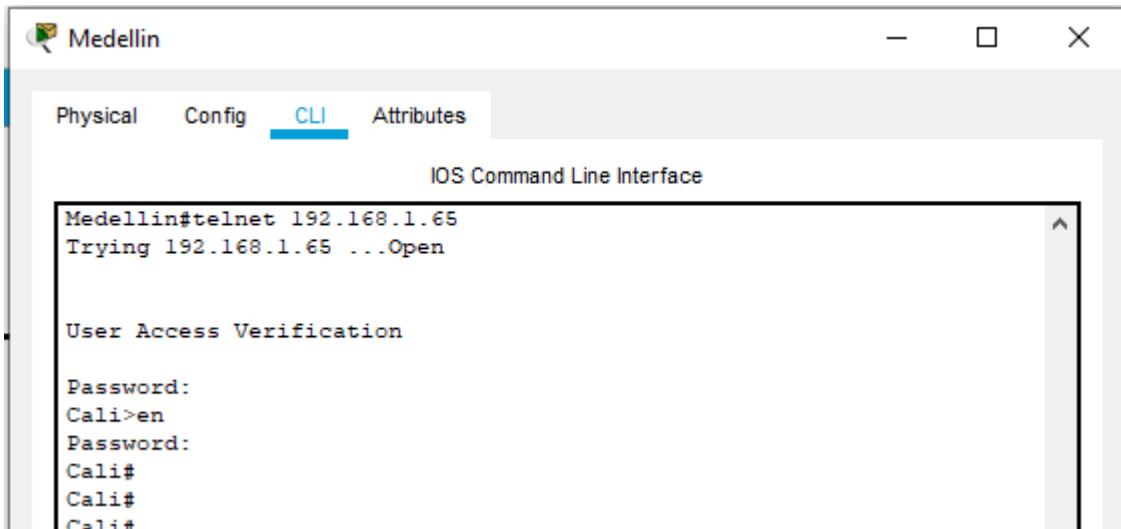 Medellin
Physical Config CLI Attributes
IOS Command Line Interface
Medellin#telnet 192.168.1.65
Trying 192.168.1.65 ...Open
User Access Verification
Password:
Cali>en
Password:
Cali#
Cali#
Cali#